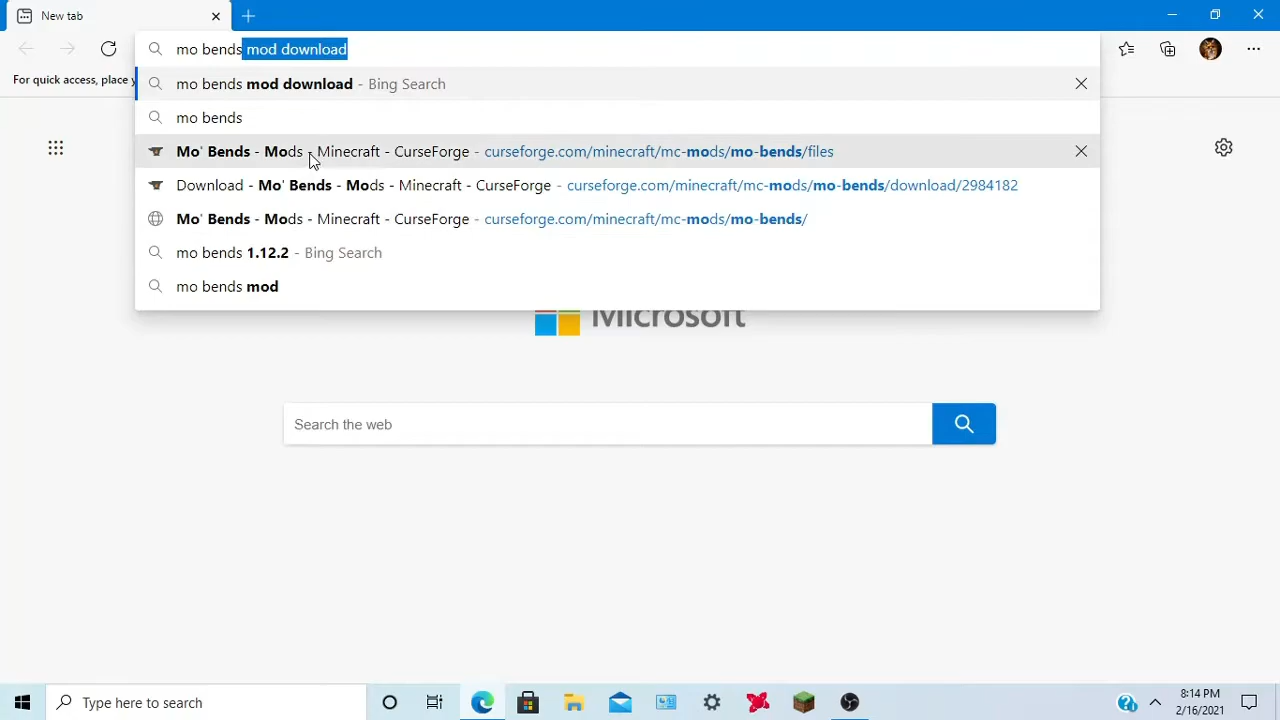 New tab
mo bends mod download
For quick access, place y
mo bends mod download - Bing Search
mo bends
Mo' Bends - Mods - Minecraft - CurseForge - curseforge.com/minecraft/mc-mods/mo-bends/files
Download - Mo' Bends - Mods - Minecraft - CurseForge - curseforge.com/minecraft/mc-mods/mo-bends/download/2984182
Mo' Bends - Mods - Minecraft - CurseForge - curseforge.com/minecraft/mc-mods/mo-bends/
mo bends 1.12.2 - Bing Search
mo bends mod
Microsoft
Search the web
Type here to search
8:14 PM
2/16/2021